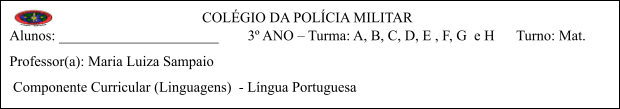 COLÉGIO DA POLÍCIA MILITAR
Alunos: ______________________ 3º ANO – Turma: A, B, C, D, E , F, G e H Turno: Mat.
Professor(a): Maria Luiza Sampaio
Componente Curricular (Linguagens) - Língua Portuguesa